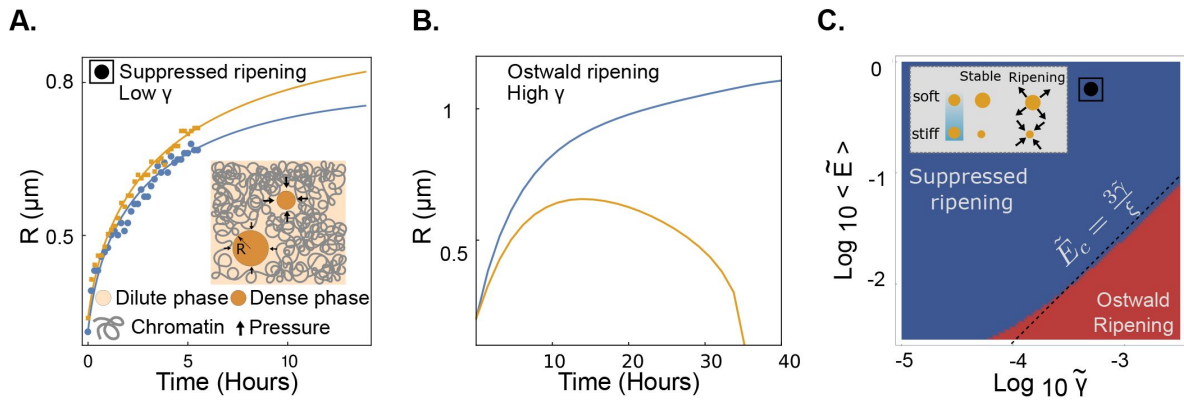 A.
Suppressed ripening
Low γ
0.8
0.5
R (μm)
R
Dilute phase
Dense phase
Chromatin
Pressure
0
5
10
Time (Hours)
B.
Ostwald ripening
High γ
1
0.5
R (μm)
10
20
30
40
Time (Hours)
C.
0
-1
-2
Log 10 < Ẽ >
Stable
Ripening
soft
stiff
Suppressed
ripening
Ẽc = 3γ̃/ξ
Ostwald
Ripening
-5
-4
-3
Log 10 γ̃